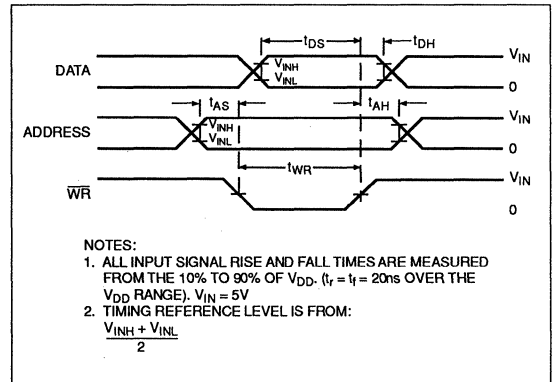 tDS
tDH
VIN
DATA
VINH
VINL
0
tAS
tAH
VIN
ADDRESS
VINH
VINL
0
tWR
VIN
WR
0
NOTES:
1. ALL INPUT SIGNAL RISE AND FALL TIMES ARE MEASURED
FROM THE 10% TO 90% OF VDD. (tr = tf = 20ns OVER THE
VDD RANGE). VIN = 5V
2. TIMING REFERENCE LEVEL IS FROM:
VINH + VINL
2